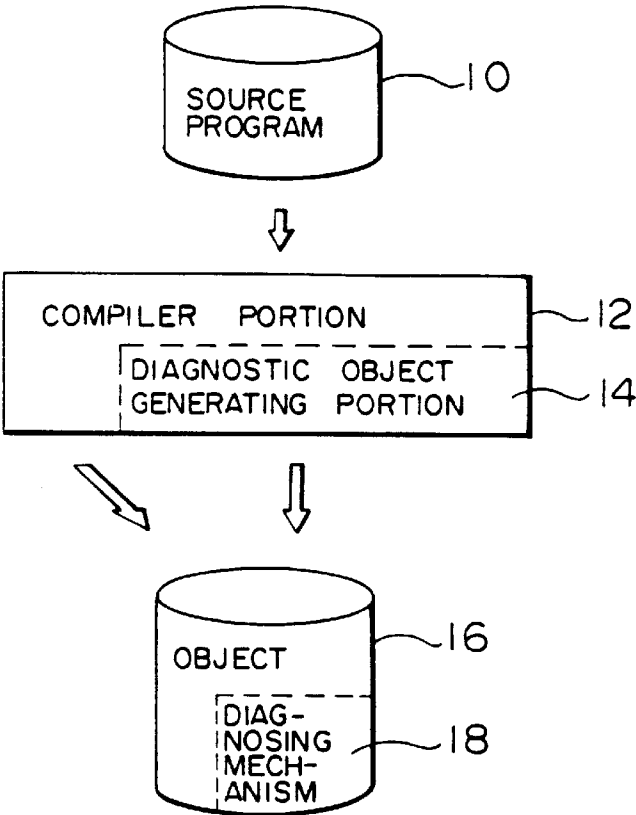 10
SOURCE
PROGRAM
COMPILER PORTION
12
DIAGNOSTIC OBJECT
GENERATING PORTION
14
OBJECT
16
DIAG-
NOSING
MECH-
ANISM
18